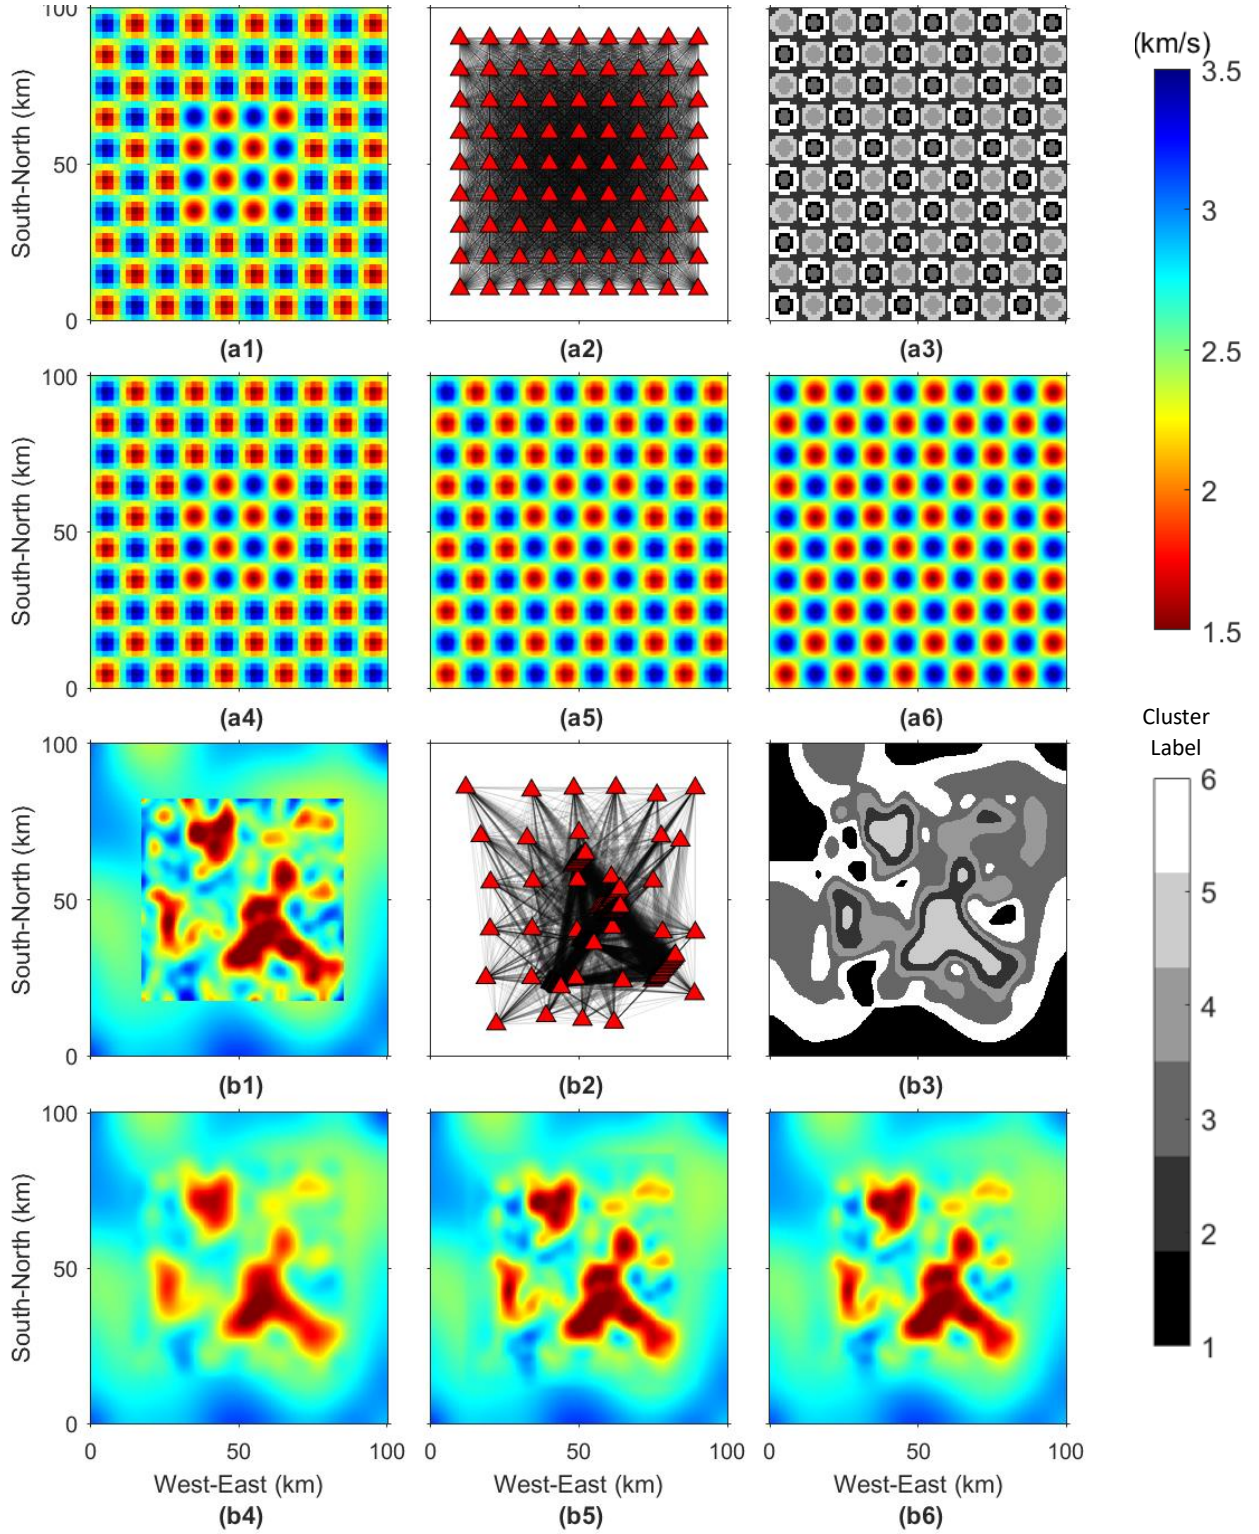 100
South-North (km)
50
0
(a1)
(a2)
(a3)
(km/s)
3.5
3
2.5
2
1.5
100
South-North (km)
50
0
(a4)
(a5)
(a6)
Cluster
Label
6
5
4
3
2
1
100
South-North (km)
50
0
(b1)
(b2)
(b3)
100
South-North (km)
50
0
0 50 100
0 50 100
0 50 100
West-East (km)
West-East (km)
West-East (km)
(b4)
(b5)
(b6)